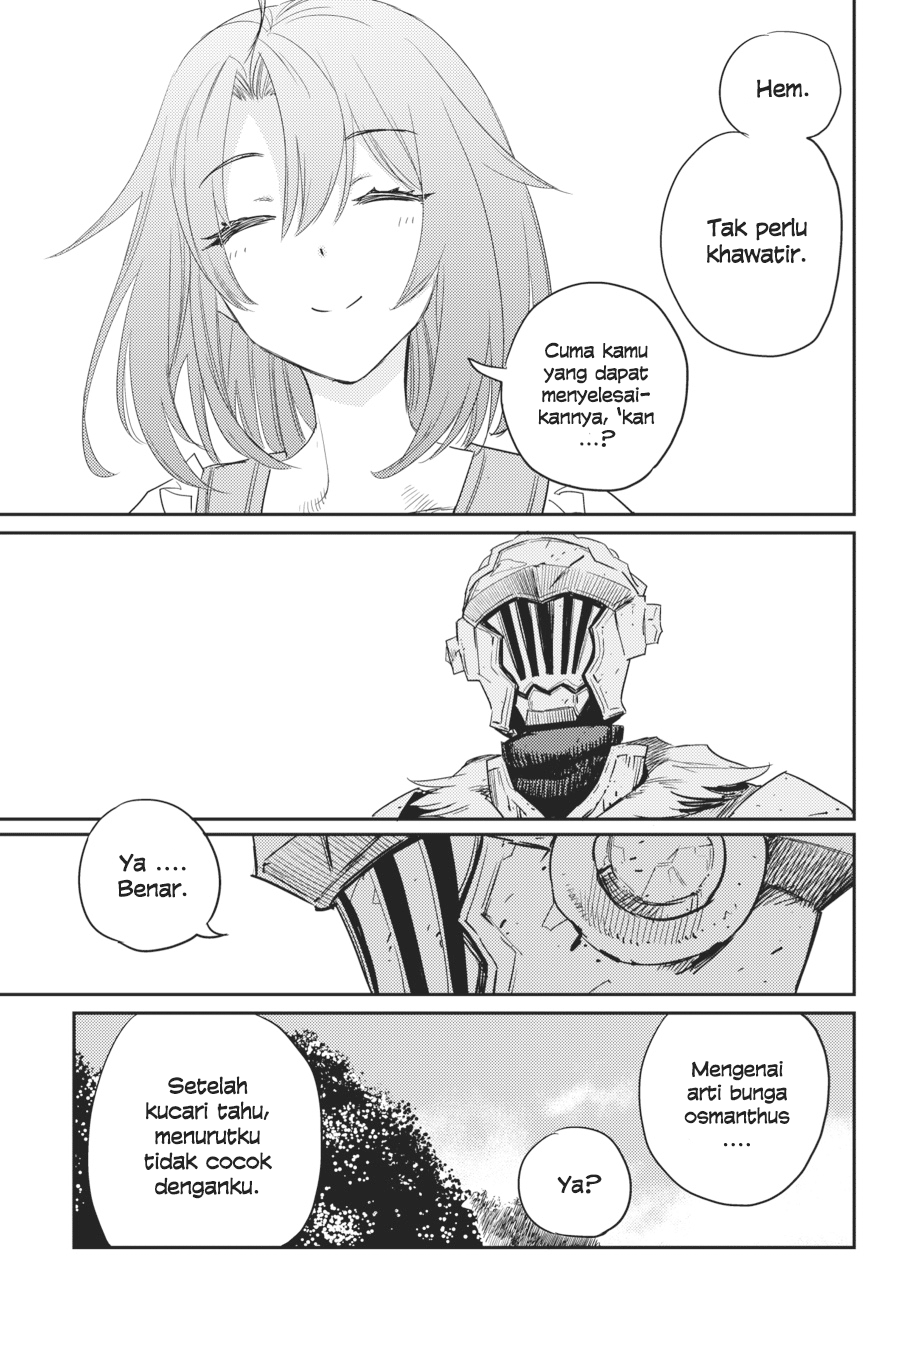 Hem.
Tak perlu
khawatir.
Cuma kamu
yang dapat
menyelesai-
kannya, 'kan
...?
Ya ....
Benar.
Mengenai
arti bunga
osmanthus
....
Ya?
Setelah
kucari tahu,
menurutku
tidak cocok
denganku.